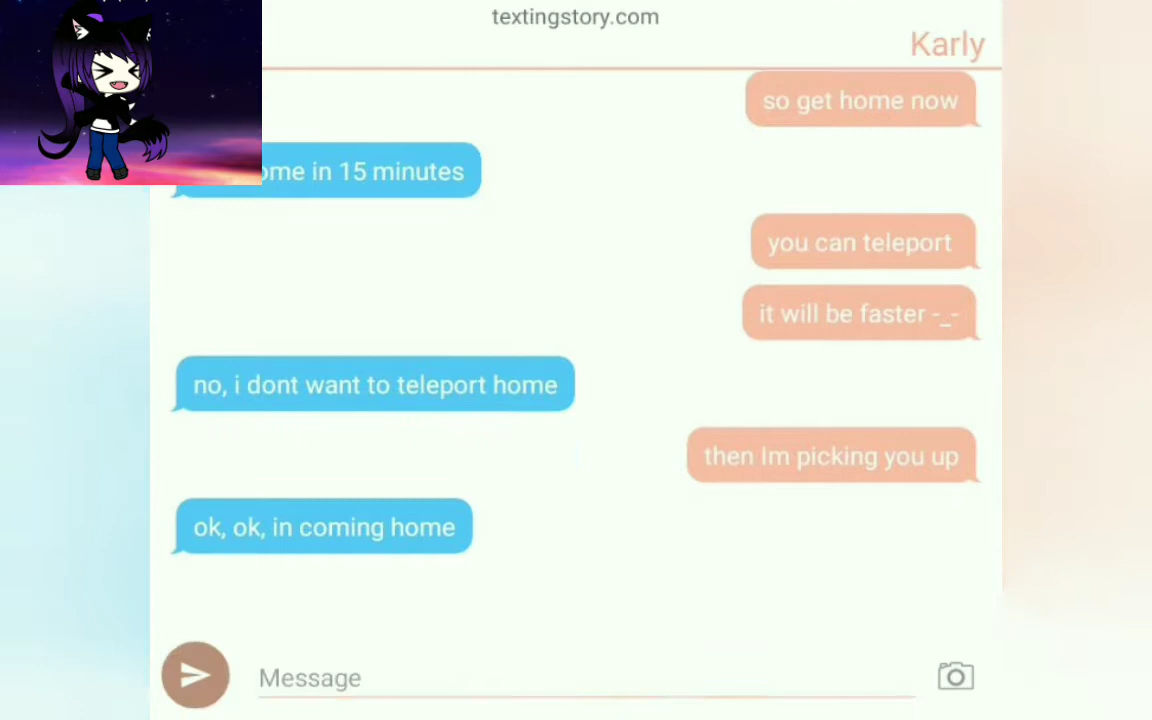 textingstory.com
Karly
so get home now
ome in 15 minutes
you can teleport
it will be faster -_-
no, i dont want to teleport home
then Im picking you up
ok, ok, in coming home
Message